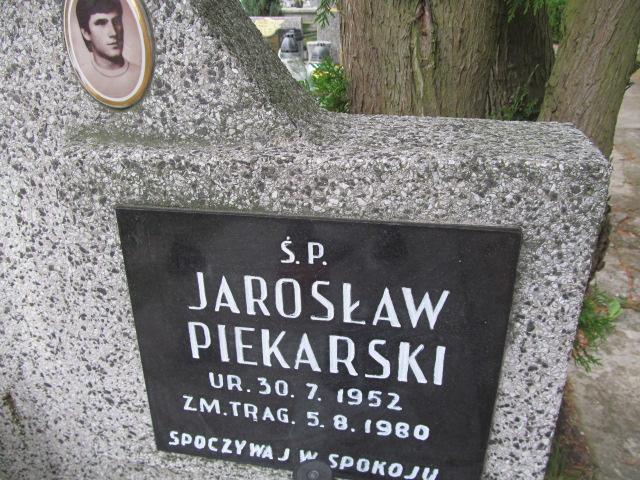 Ś. P.
JAROSŁAW
PIEKARSKI
UR. 30. 7. 1952
ZM. TRAG. 5. 8. 1980
SPOCZYWAJ W SPOKOJU